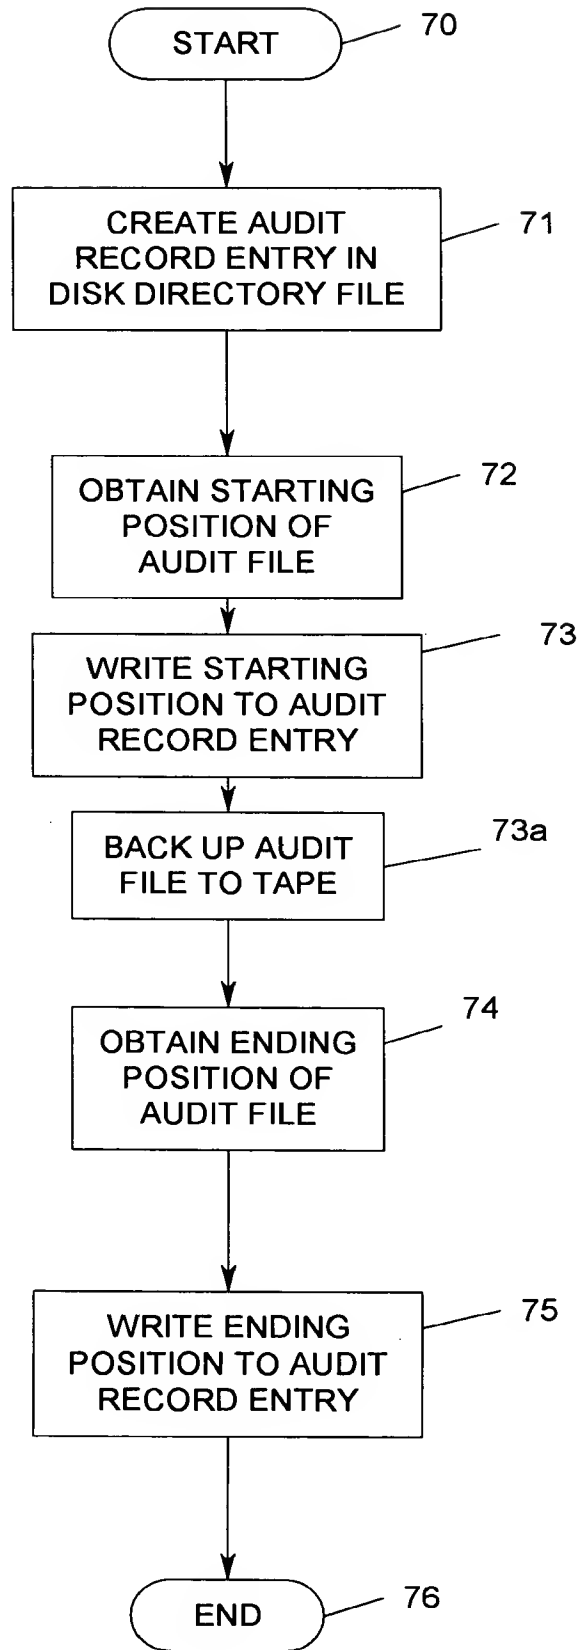 START
70
CREATE AUDIT
RECORD ENTRY IN
DISK DIRECTORY FILE
71
OBTAIN STARTING
POSITION OF
AUDIT FILE
72
WRITE STARTING
POSITION TO AUDIT
RECORD ENTRY
73
BACK UP AUDIT
FILE TO TAPE
73a
OBTAIN ENDING
POSITION OF
AUDIT FILE
74
WRITE ENDING
POSITION TO AUDIT
RECORD ENTRY
75
END
76